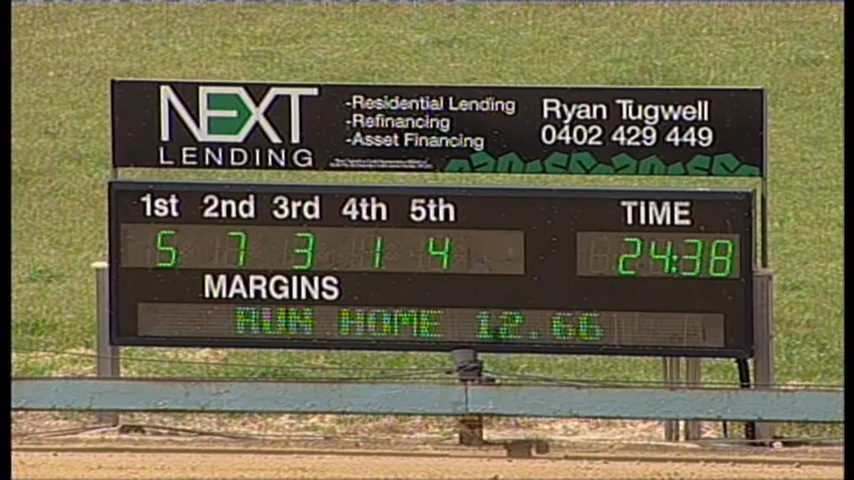 NEXT
LENDING
-Residential Lending
-Refinancing
-Asset Financing
Ryan Tugwell
0402 429 449
1st 2nd 3rd 4th 5th TIME
5 7 3 1 4 24:38
MARGINS
RUN HOME 12.66